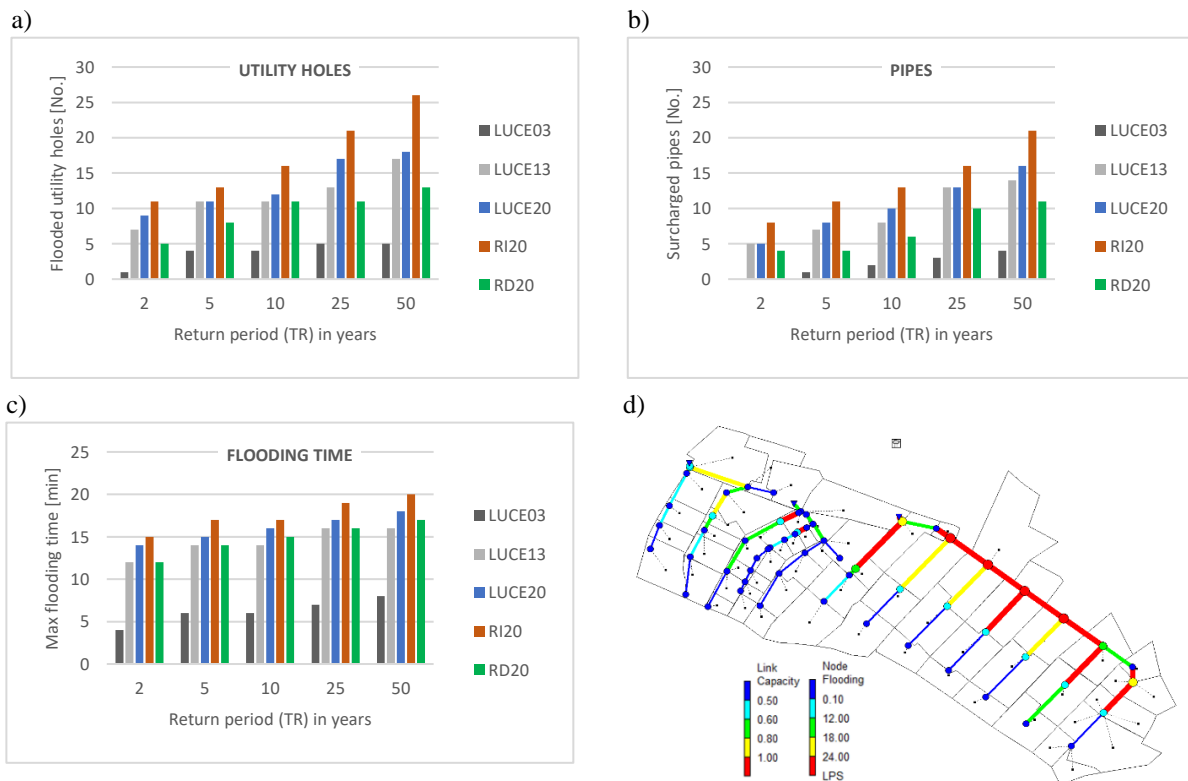 a)
UTILITY HOLES
Flooded utility holes [No.]
30
25
20
15
10
5
0
2 5 10 25 50
Return period (TR) in years
LUCE03
LUCE13
LUCE20
RI20
RD20
b)
PIPES
Surcharged pipes [No.]
30
25
20
15
10
5
0
2 5 10 25 50
Return period (TR) in years
LUCE03
LUCE13
LUCE20
RI20
RD20
c)
FLOODING TIME
Max flooding time [min]
25
20
15
10
5
0
2 5 10 25 50
Return period (TR) in years
LUCE03
LUCE13
LUCE20
RI20
RD20
d)
Link
Capacity
0.50
0.60
0.80
1.00
Node
Flooding
0.10
12.00
18.00
24.00
LPS